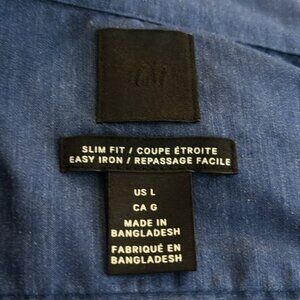 SLIM FIT / COUPE ÉTROITE
EASY IRON / REPASSAGE FACILE
US L
CA G
MADE IN
BANGLADESH
FABRIQUÉ EN
BANGLADESH